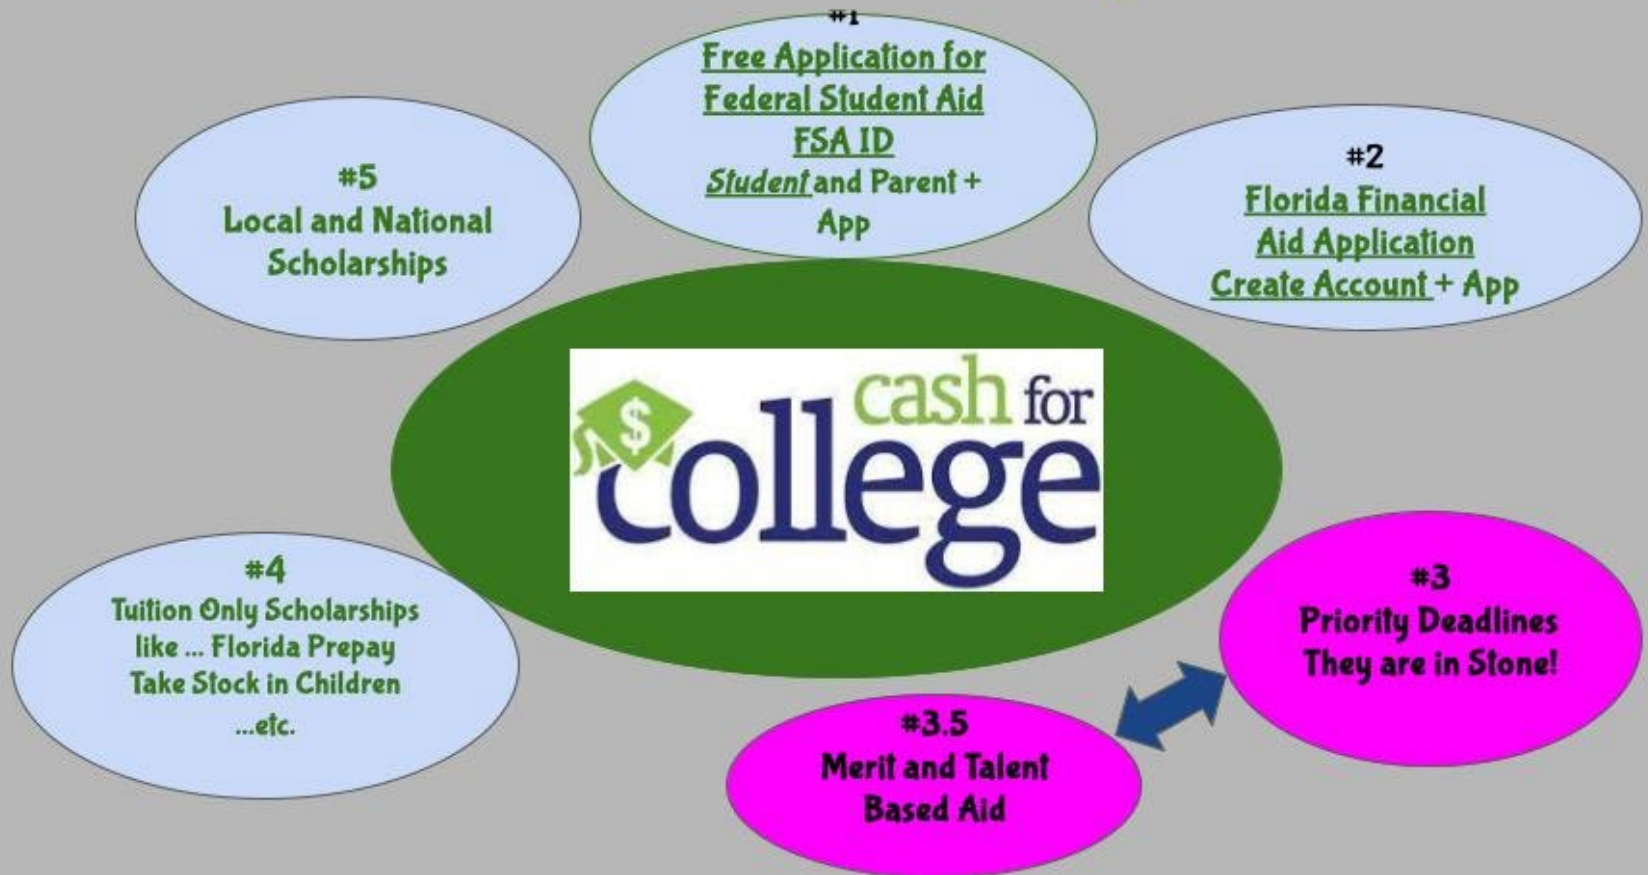 #1
Free Application for
Federal Student Aid
FSA ID
Student and Parent +
App
#2
Florida Financial
Aid Application
Create Account + App
#3
Priority Deadlines
They are in Stone!
#3.5
Merit and Talent
Based Aid
#4
Tuition Only Scholarships
like ... Florida Prepay
Take Stock in Children
...etc.
#5
Local and National
Scholarships
$
cash for
college